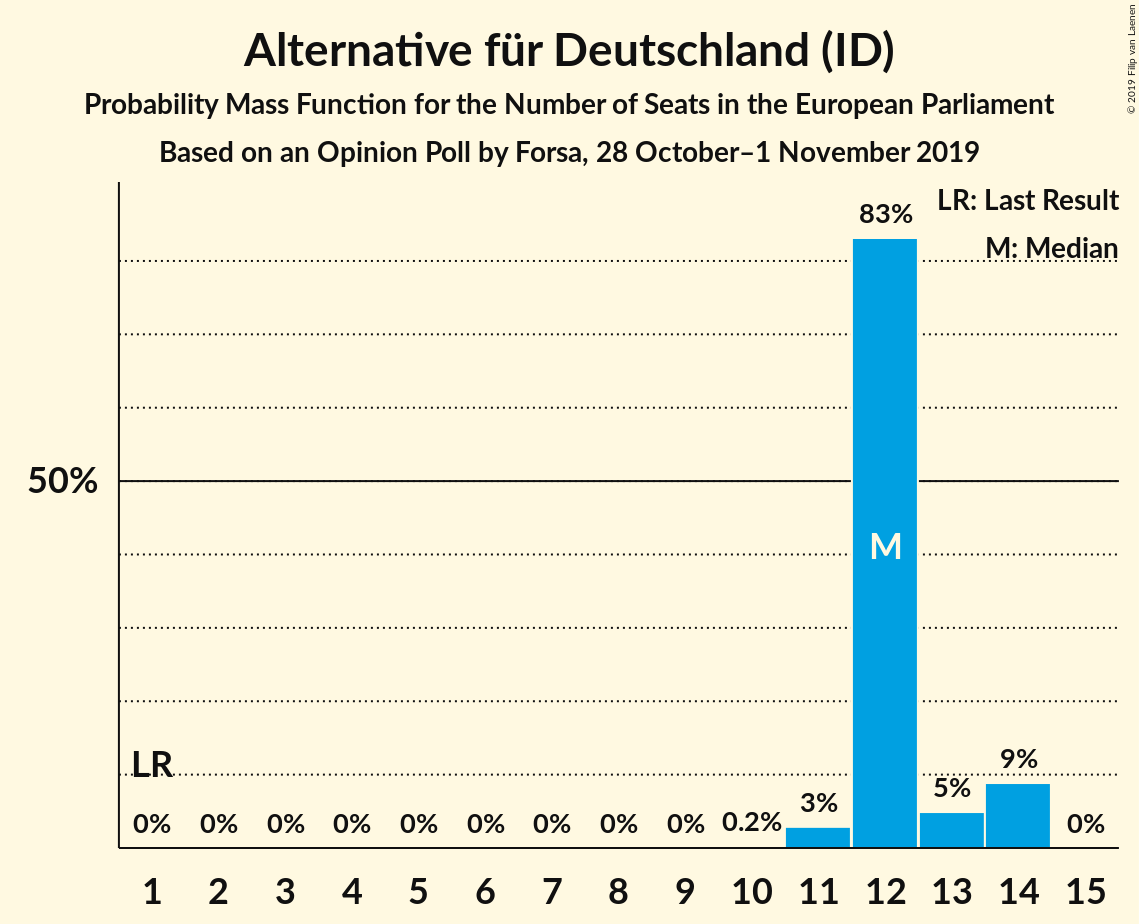 Alternative für Deutschland (ID)
Probability Mass Function for the Number of Seats in the European Parliament
Based on an Opinion Poll by Forsa, 28 October–1 November 2019
© 2019 Filip van Laenen
LR: Last Result
M: Median
83%
50%
M
LR
0% 0% 0% 0% 0% 0% 0% 0% 0% 0.2% 3% 5% 9% 0%
1 2 3 4 5 6 7 8 9 10 11 12 13 14 15